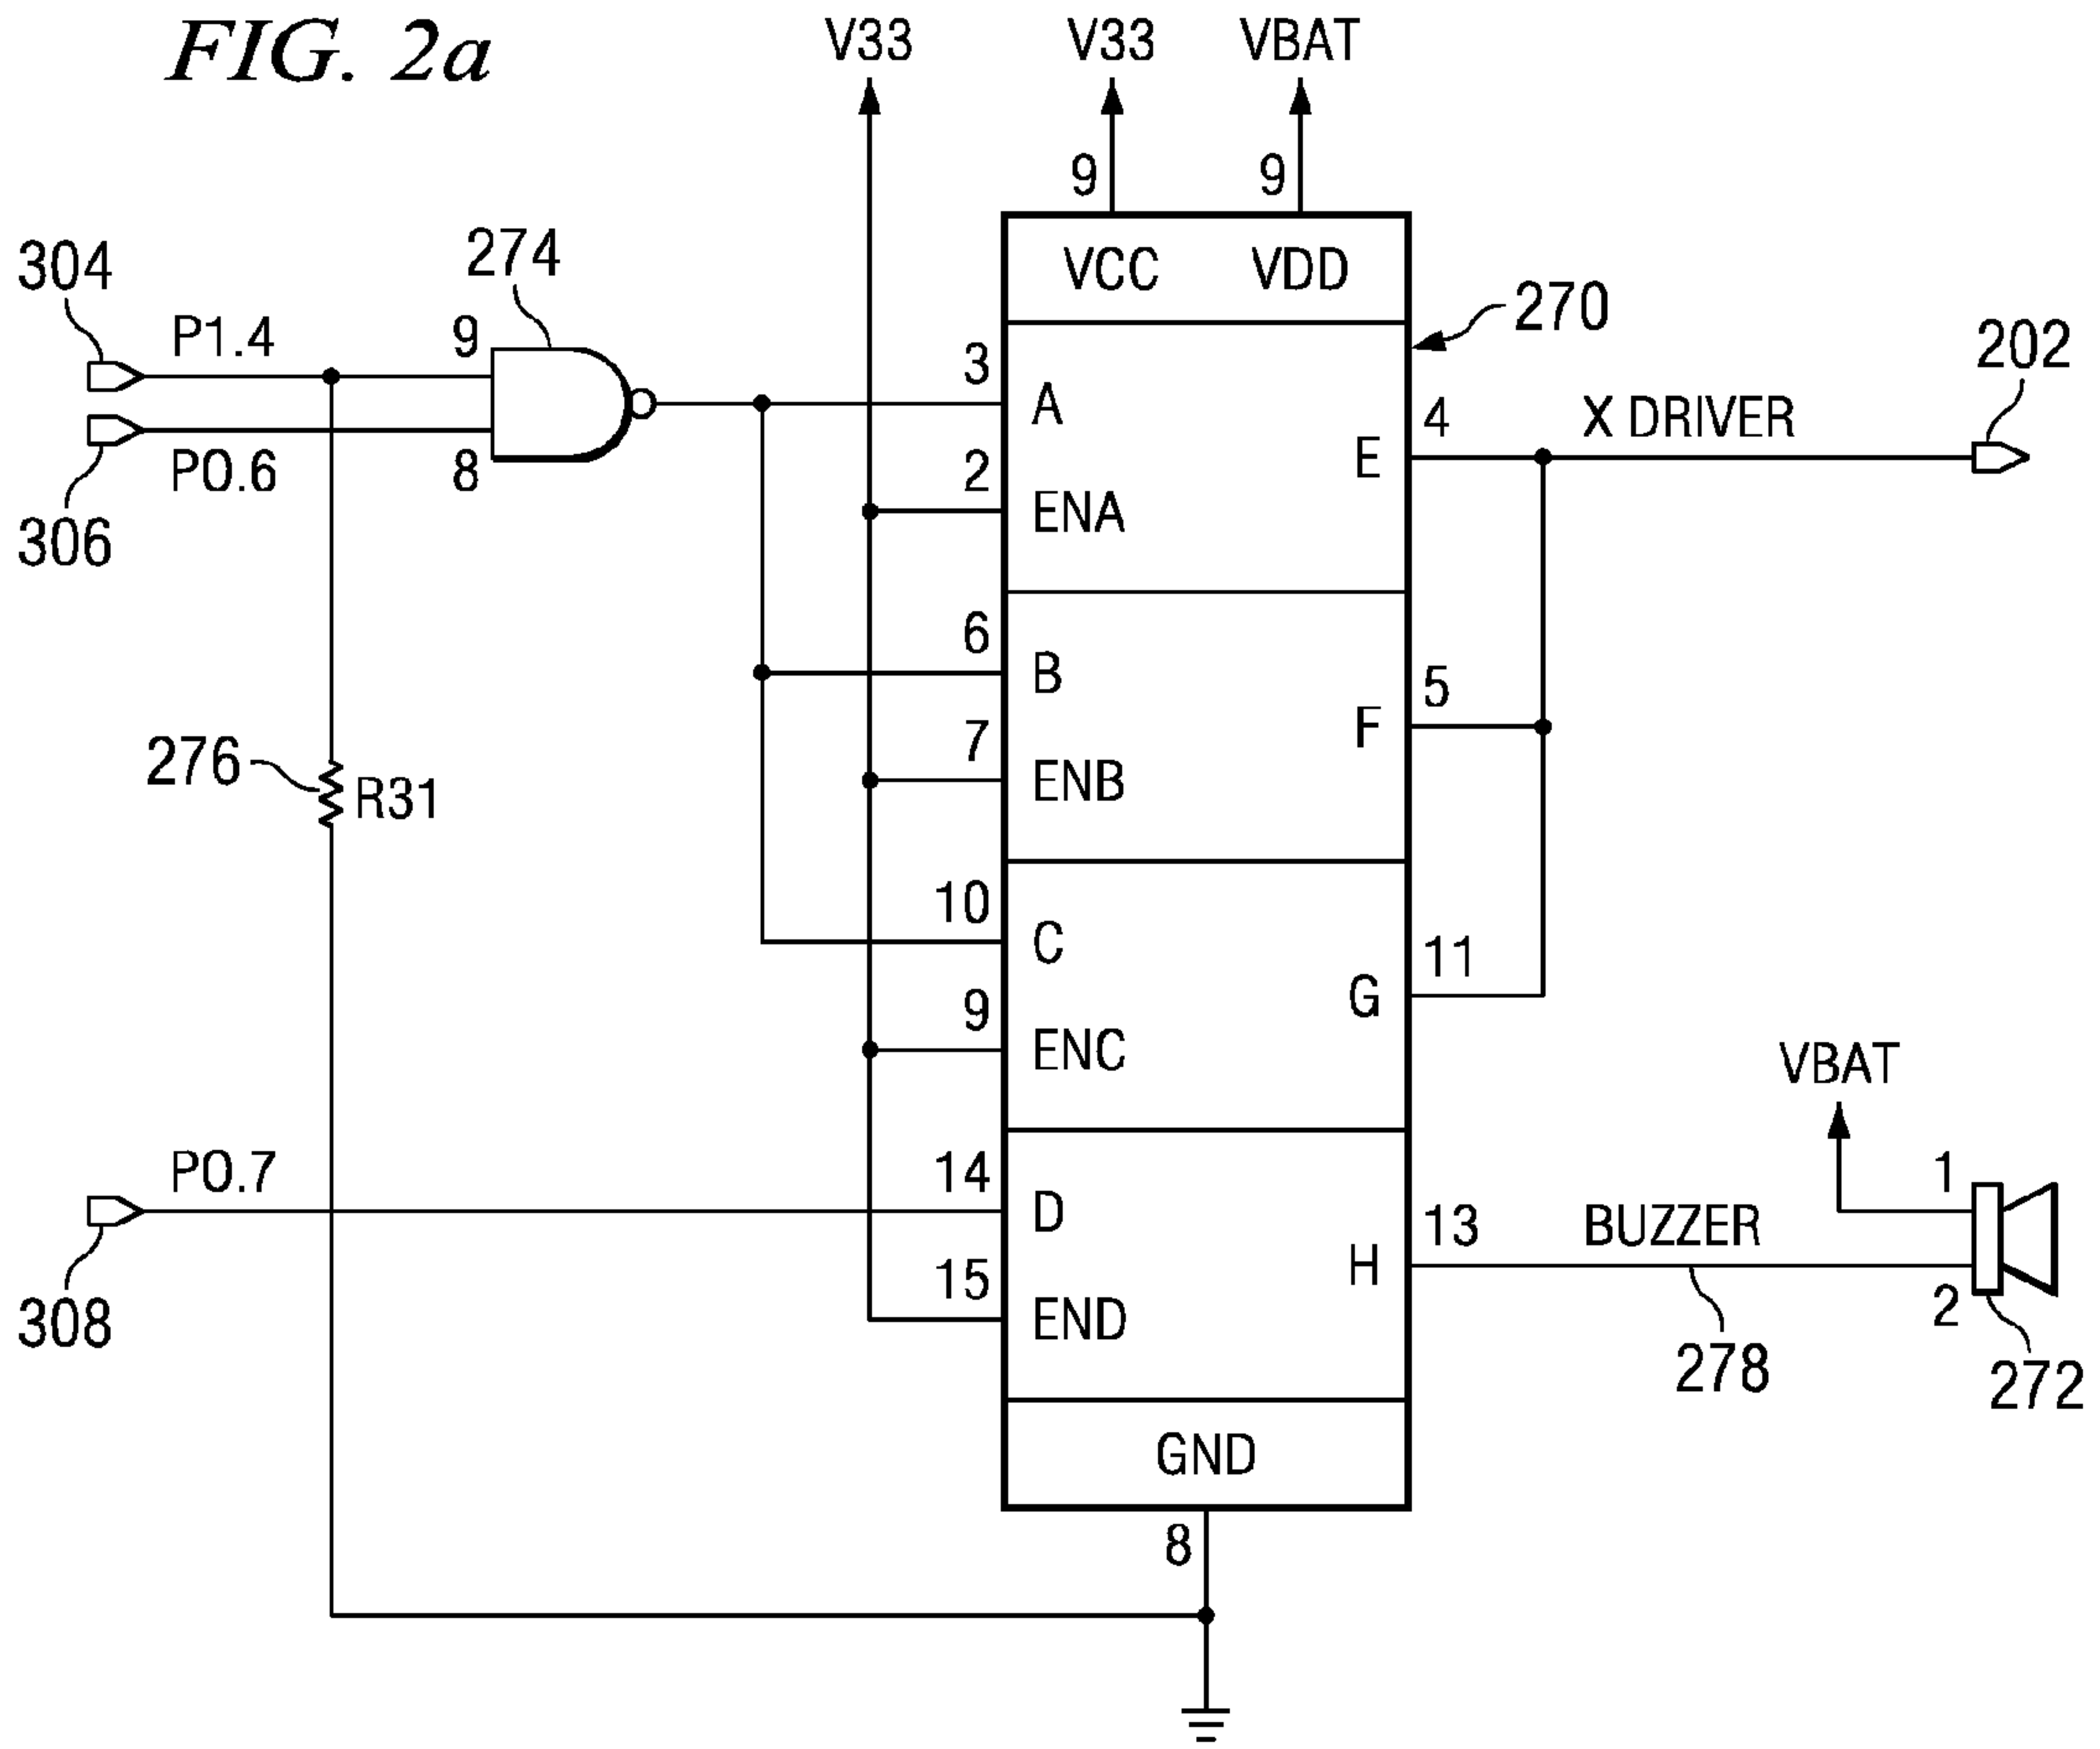 FIG. 2a
V33
V33
VBAT
9
9
VCC
VDD
304
P1.4
9
274
306
P0.6
8
270
202
3
A
2
ENA
E
4
X DRIVER
6
B
7
ENB
F
5
276
R31
10
C
9
ENC
G
11
VBAT
308
P0.7
14
D
15
END
H
13
BUZZER
1
2
278
272
GND
8